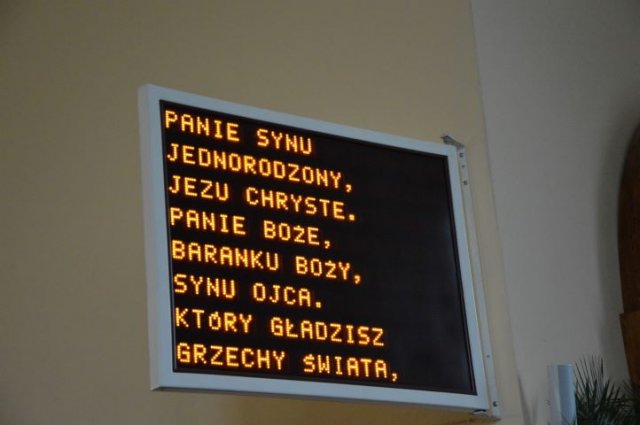 PANIE SYNU
JEDNORODZONY,
JEZU CHRYSTE.
PANIE BOŻE,
BARANKU BOŻY,
SYNU OJCA.
KTÓRY GŁADZISZ
GRZECHY ŚWIATA,